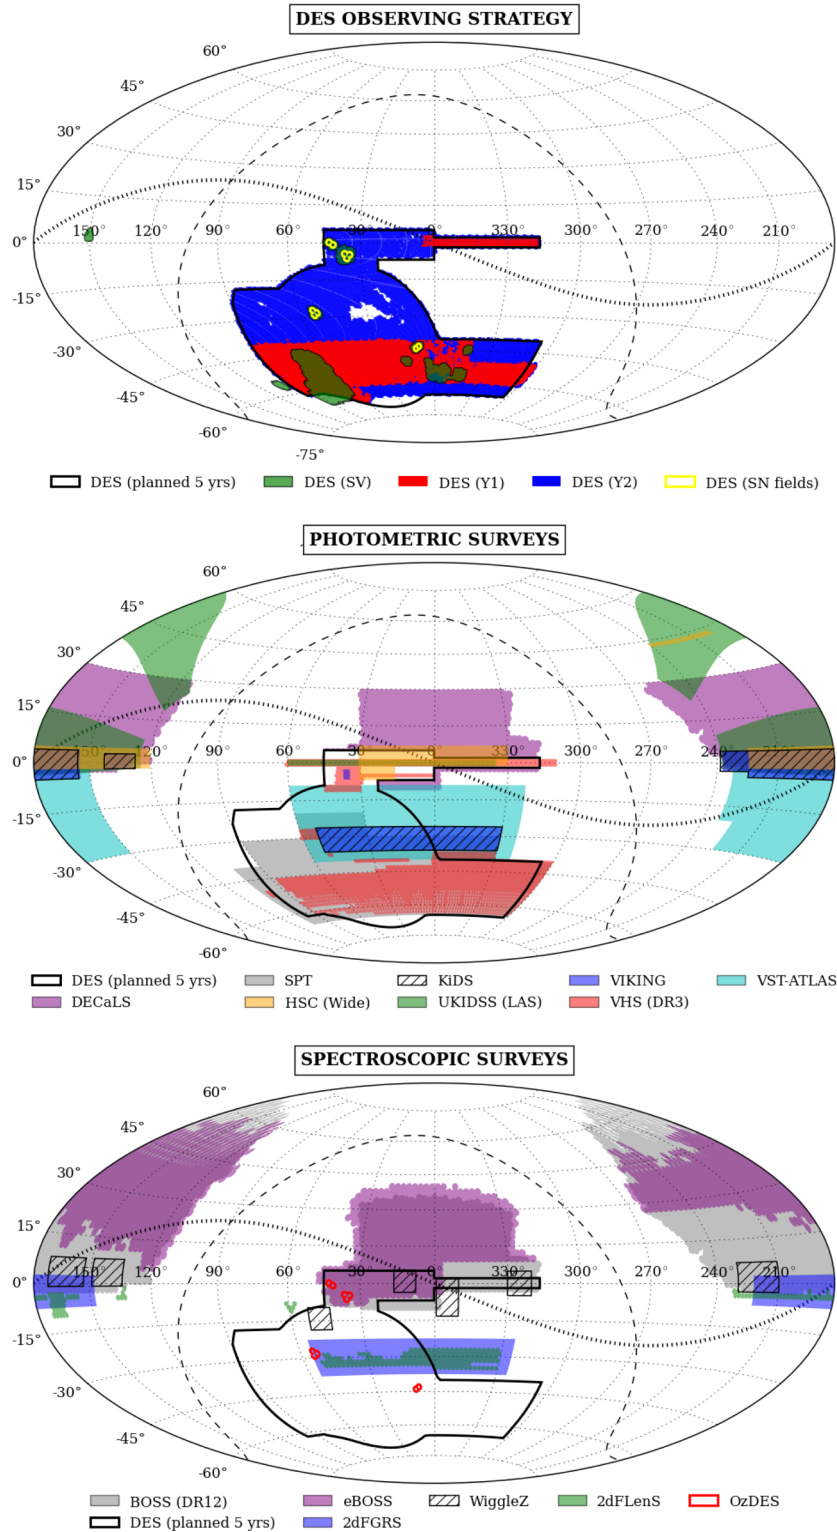 DES OBSERVING STRATEGY
60°
45°
30°
15°
0°
-15°
-30°
-45°
-60°
-75°
150 120 90 60 30 0 330 300 270 240 210
DES (planned 5 yrs) DES (SV) DES (Y1) DES (Y2) DES (SN fields)
PHOTOMETRIC SURVEYS
60°
45°
30°
15°
0°
-15°
-30°
-45°
-60°
150 120 90 60 30 0 330 300 270 240 210
DES (planned 5 yrs) SPT KiDS VIKING VST-ATLAS
DECaLS HSC (Wide) UKIDSS (LAS) VHS (DR3)
SPECTROSCOPIC SURVEYS
60°
45°
30°
15°
0°
-15°
-30°
-45°
-60°
150 120 90 60 30 0 330 300 270 240 210
BOSS (DR12) eBOSS WiggleZ 2dFLenS OzDES
DES (planned 5 yrs) 2dFGRS